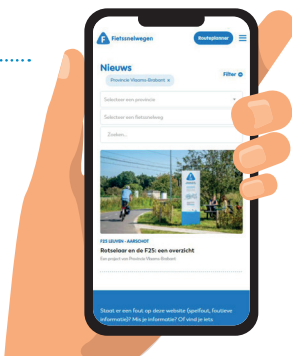 Fietssnelwegen
Routeplanner
Nieuws
Filter
Provincie Vlaams-Brabant x
Selecteer een provincie
Selecteer een fietssnelweg
Zoeken...
F25 LEUVEN - AARSCHOT
Rotselaar en de F25: een overzicht
Een project van Provincie Vlaams-Brabant
Staat er een fout op deze website (spelfout, foutieve
informatie)? Mis je informatie? Of vind je iets